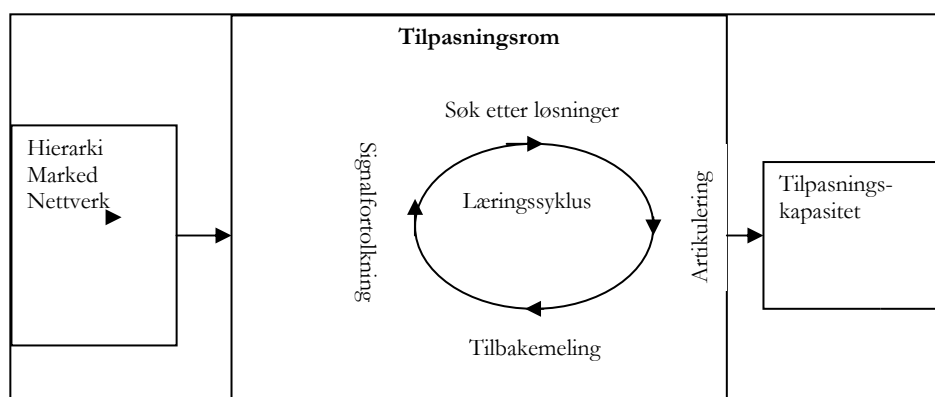 Tilpasningsrom
Søk etter løsninger
Hierarki
Marked
Nettverk
Signalfortolkning
Læringssyklus
Artikulering
Tilpasnings-
kapasitet
Tilbakemeling